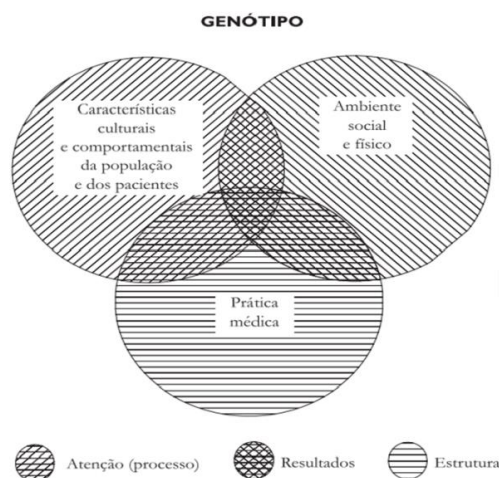 GENÓTIPO
Características
culturais
e comportamentais
da população
e dos pacientes
Ambiente
social
e físico
Prática
médica
Atenção (processo)
Resultados
Estrutura